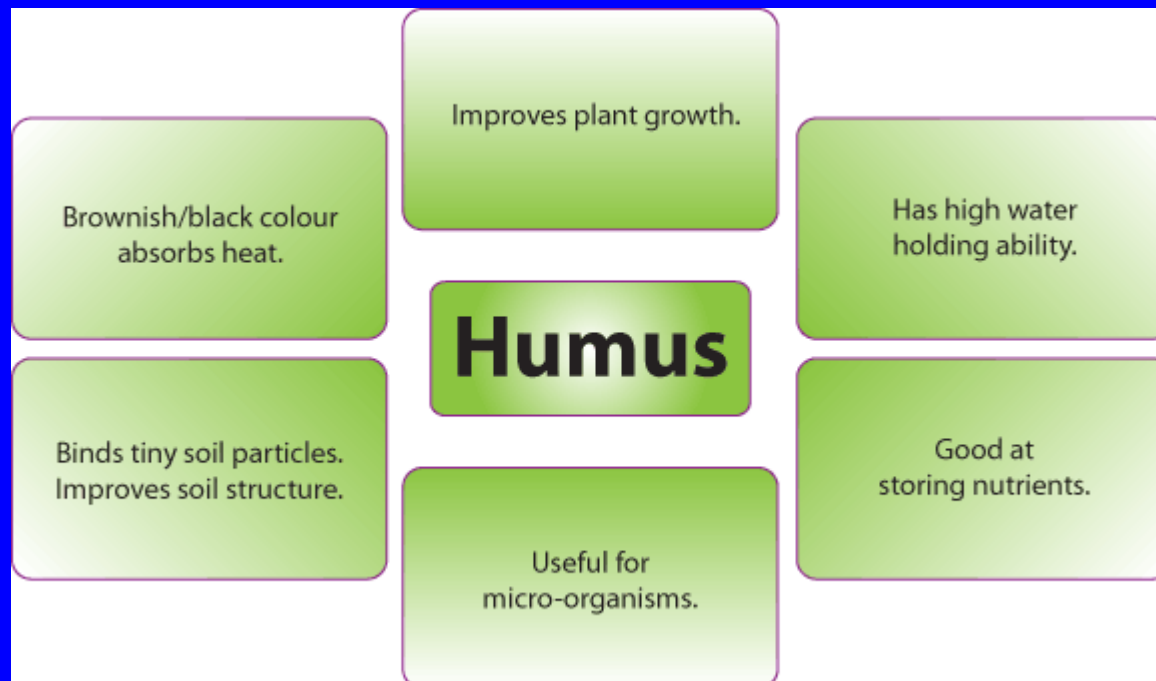 Improves plant growth.
Brownish/black colour
absorbs heat.
Has high water
holding ability.
Humus
Binds tiny soil particles.
Improves soil structure.
Good at
storing nutrients.
Useful for
micro-organisms.